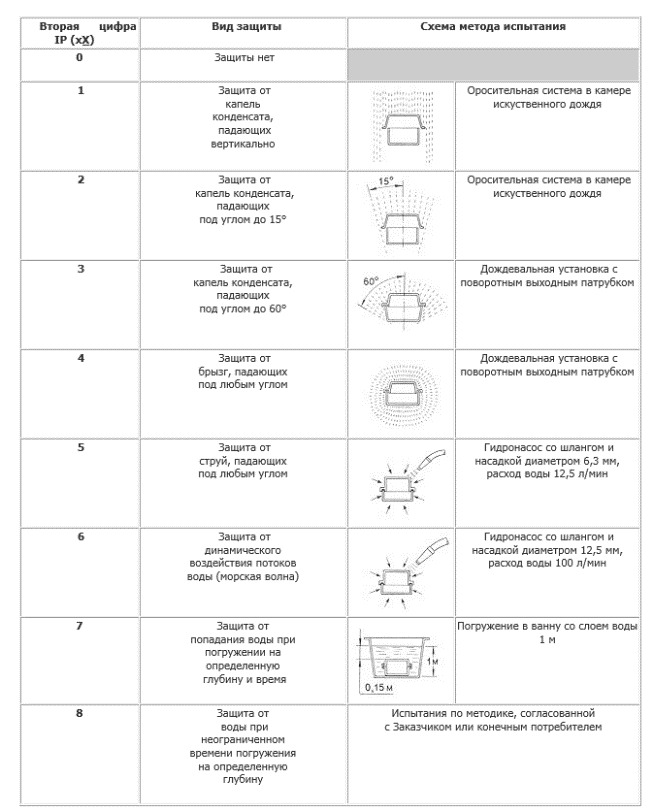 Вторая цифра
IP (xX)
Вид защиты
Схема метода испытания
0
Защиты нет
1
Защита от
капель
конденсата,
падающих
вертикально
Оросительная система в камере
искуственного дождя
2
Защита от
капель конденсата,
падающих
под углом до 15°
15°
Оросительная система в камере
искуственного дождя
3
Защита от
капель конденсата,
падающих
под углом до 60°
60°
Дождевальная установка с
поворотным выходным патрубком
4
Защита от
брызг, падающих
под любым углом
Дождевальная установка с
поворотным выходным патрубком
5
Защита от
струй, падающих
под любым углом
Гидронасос со шлангом и
насадкой диаметром 6,3 мм,
расход воды 12,5 л/мин
6
Защита от
динамического
воздействия потоков
воды (морская волна)
Гидронасос со шлангом и
насадкой диаметром 12,5 мм,
расход воды 100 л/мин
7
Защита от
попадания воды при
погружении на
определенную
глубину и время
1м
0,15 м
Погружение в ванну со слоем воды
1 м
8
Защита от
воды при
неограниченном
времени погружения
на определенную
глубину
Испытания по методике, согласованной
с Заказчиком или конечным потребителем